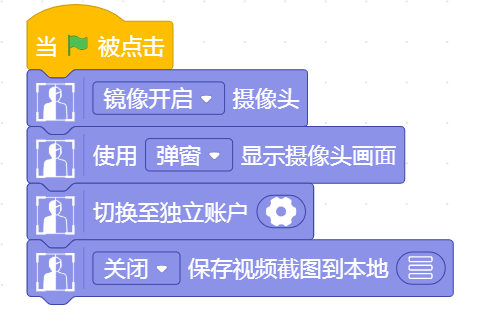 当 被点击
镜像开启 摄像头
使用 弹窗 显示摄像头画面
切换至独立账户
关闭 保存视频截图到本地